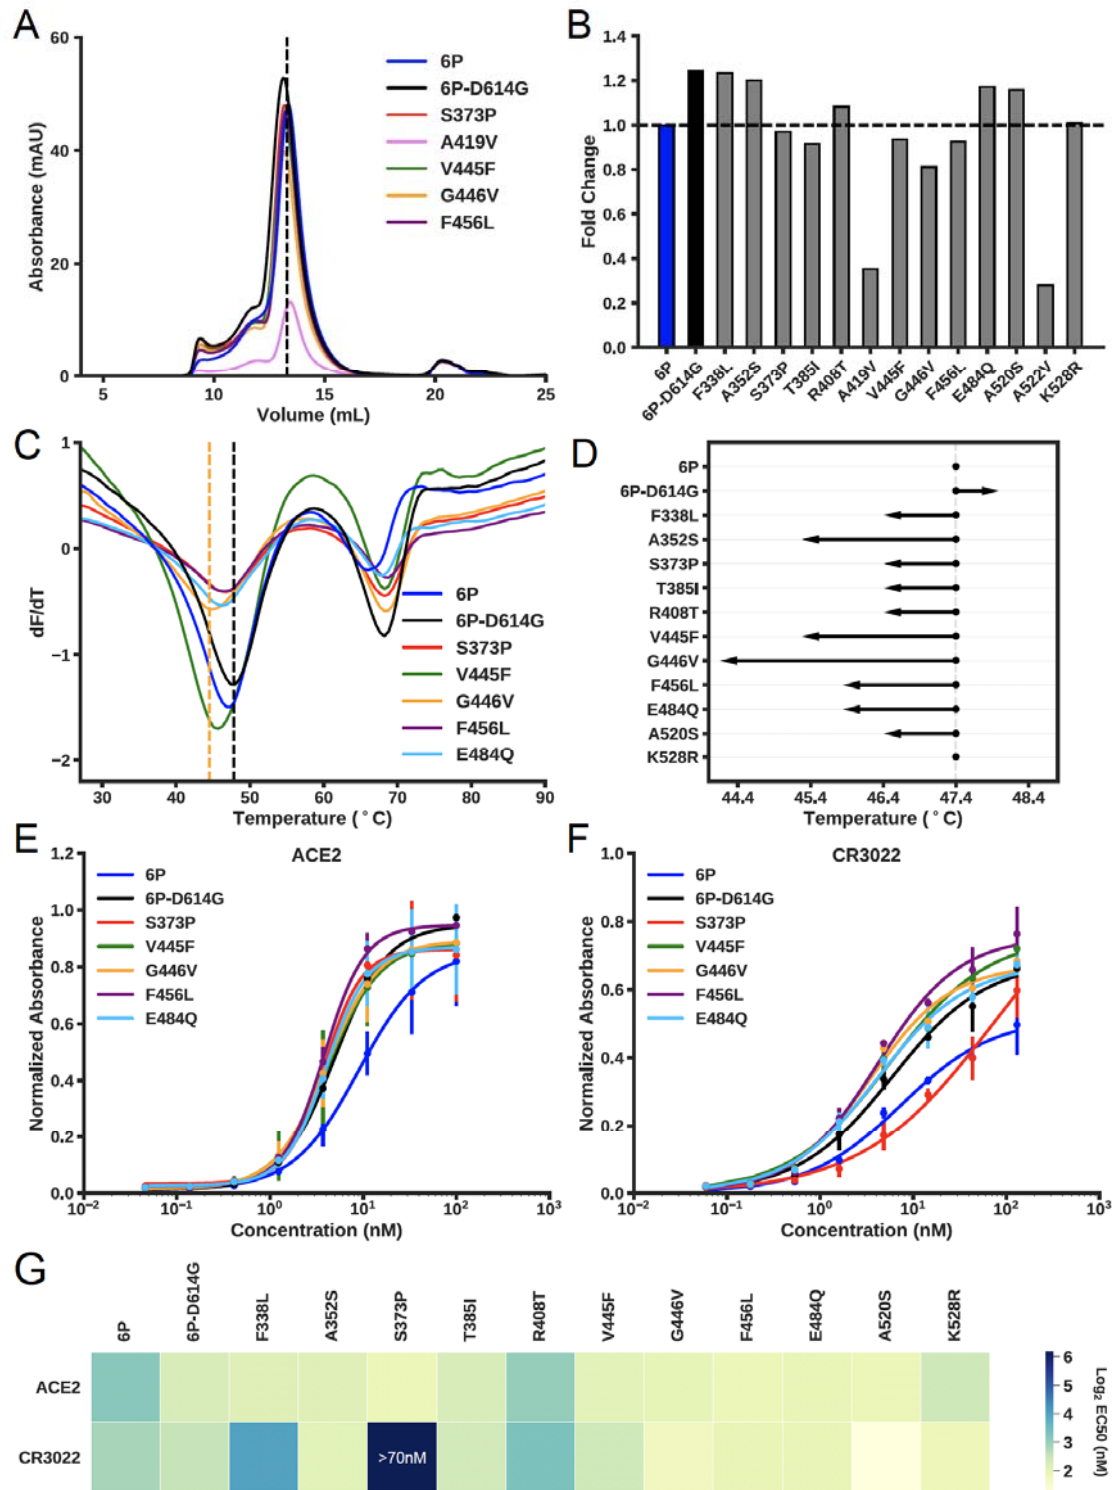 A
60
40
20
0
Absorbance (mAU)
6P
6P-D614G
S373P
A419V
V445F
G446V
F456L
5
10
15
20
25
Volume (mL)
B
1.4
1.2
1.0
0.8
0.6
0.4
0.2
0.0
Fold Change
6P
6P-D614G
F338L
A352S
S373P
T385I
R408T
A419V
V445F
G446V
F456L
E484Q
A520S
A522V
K528R
C
1
0
−1
−2
dF/dT
6P
6P-D614G
S373P
V445F
G446V
F456L
E484Q
30
40
50
60
70
80
90
Temperature (°C)
D
6P
6P-D614G
F338L
A352S
S373P
T385I
R408T
V445F
G446V
F456L
E484Q
A520S
K528R
44.4
45.4
46.4
47.4
48.4
Temperature (°C)
E
ACE2
1.2
1.0
0.8
0.6
0.4
0.2
0.0
Normalized Absorbance
6P
6P-D614G
S373P
V445F
G446V
F456L
E484Q
10⁻²
10⁻¹
10⁰
10¹
10²
10³
Concentration (nM)
F
CR3022
1.0
0.8
0.6
0.4
0.2
0.0
Normalized Absorbance
6P
6P-D614G
S373P
V445F
G446V
F456L
E484Q
10⁻²
10⁻¹
10⁰
10¹
10²
10³
Concentration (nM)
G
6P
6P-D614G
F338L
A352S
S373P
T385I
R408T
V445F
G446V
F456L
E484Q
A520S
K528R
ACE2
CR3022
>70nM
6
5
4
3
2
Log₂ EC50 (nM)